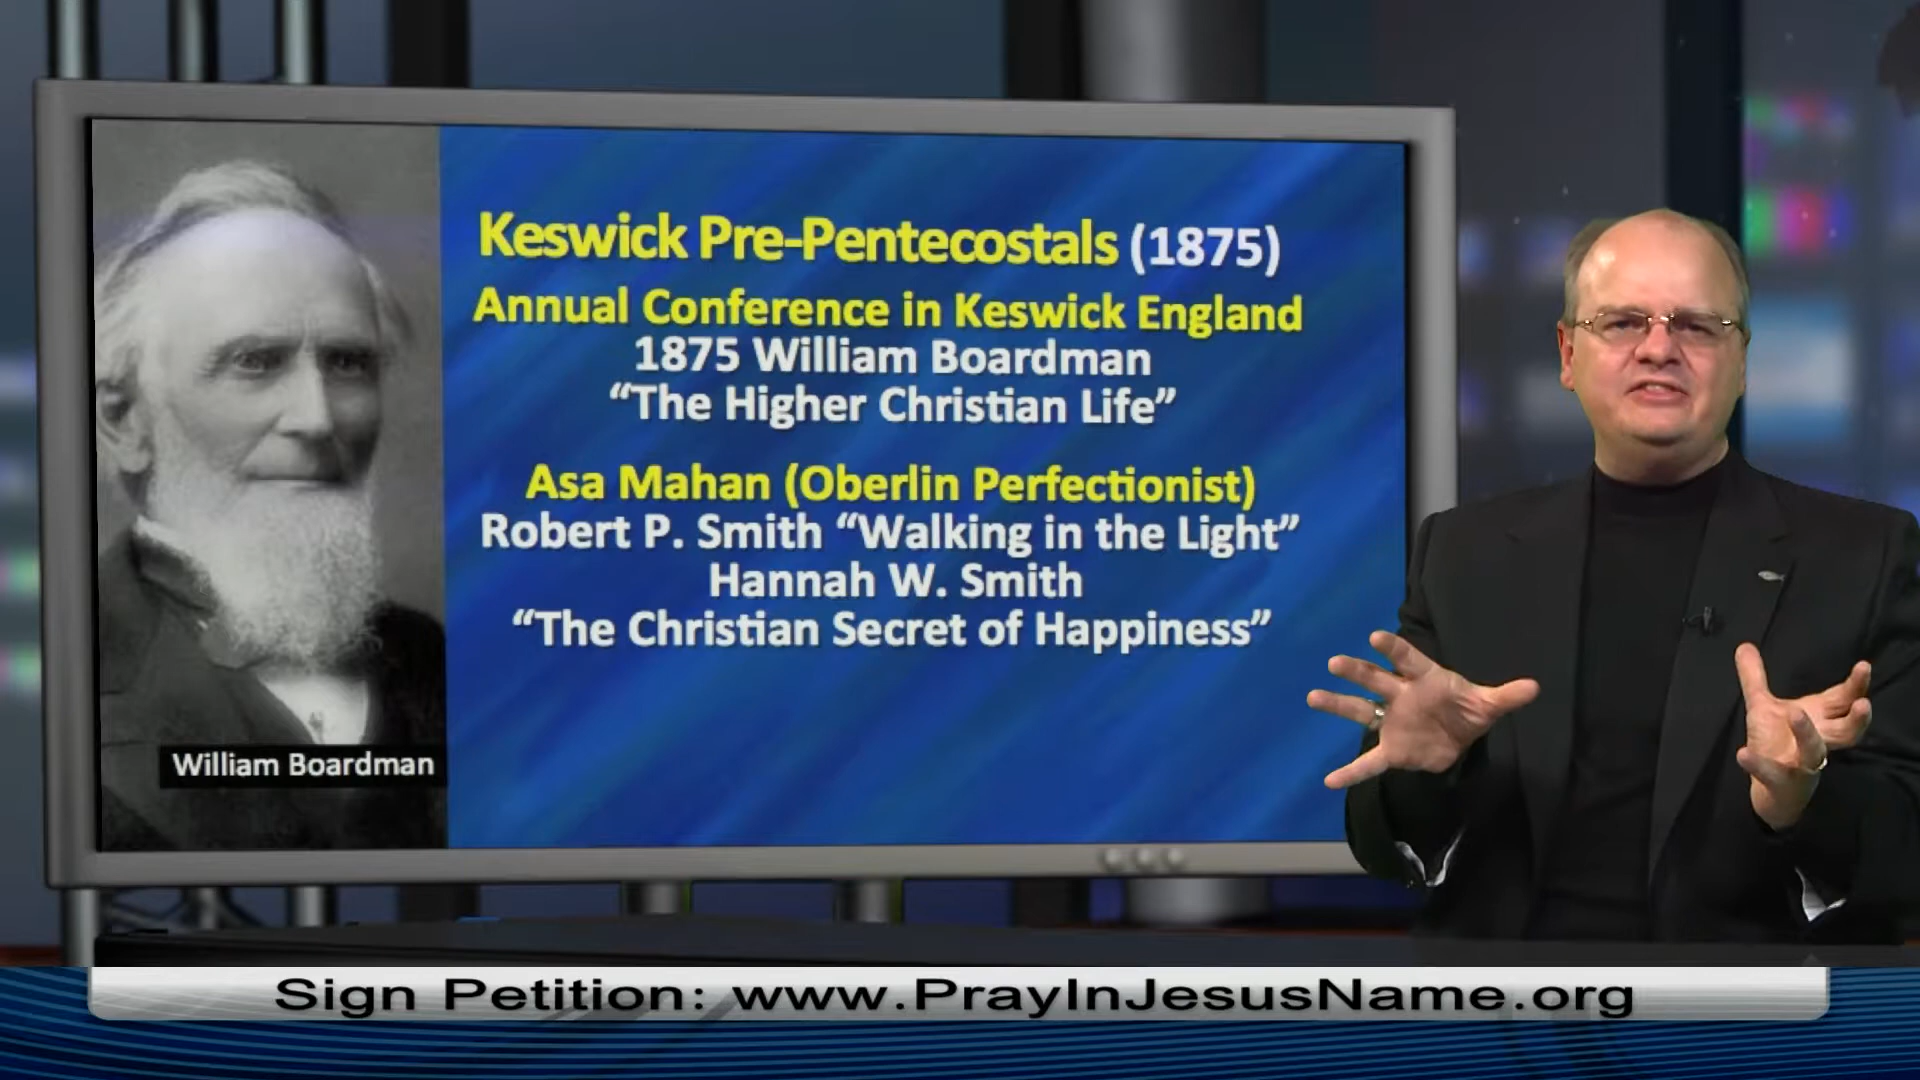 Keswick Pre-Pentecostals (1875)
Annual Conference in Keswick England
1875 William Boardman
“The Higher Christian Life”
Asa Mahan (Oberlin Perfectionist)
Robert P. Smith “Walking in the Light”
Hannah W. Smith
“The Christian Secret of Happiness”
William Boardman
Sign Petition: www.PrayInJesusName.org